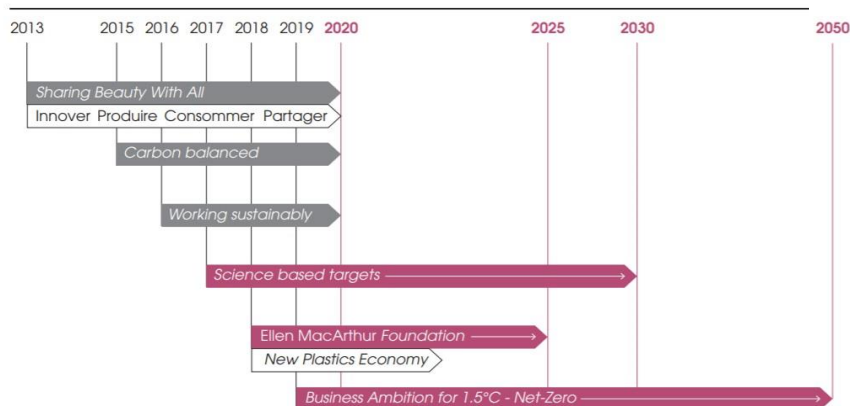 2013 2015 2016 2017 2018 2019 2020 2025 2030 2050
Sharing Beauty With All
Innover Produire Consommer Partager
Carbon balanced
Working sustainably
Science based targets
Ellen MacArthur Foundation
New Plastics Economy
Business Ambition for 1.5°C - Net-Zero